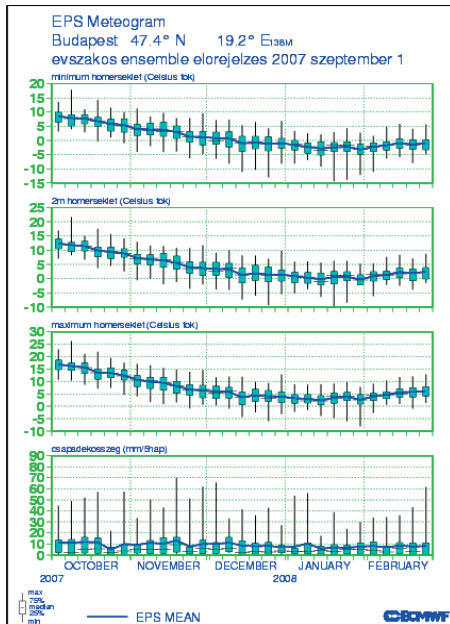 EPS Meteogram
Budapest 47.4° N 19.2° E 138M
evszakos ensemble elorejelzes 2007 szeptember 1
minimum homerseklet (Celsius fok)
20
15
10
5
0
-5
-10
-15
2m homerseklet (Celsius fok)
25
20
15
10
5
0
-5
-10
maximum homerseklet (Celsius fok)
30
25
20
15
10
5
0
-5
-10
csapadekosszeg (mm/5nap)
90
80
70
60
50
40
30
20
10
0
OCTOBER NOVEMBER DECEMBER JANUARY FEBRUARY
2007 2008
max
75%
median
25%
min
EPS MEAN
ECMWF